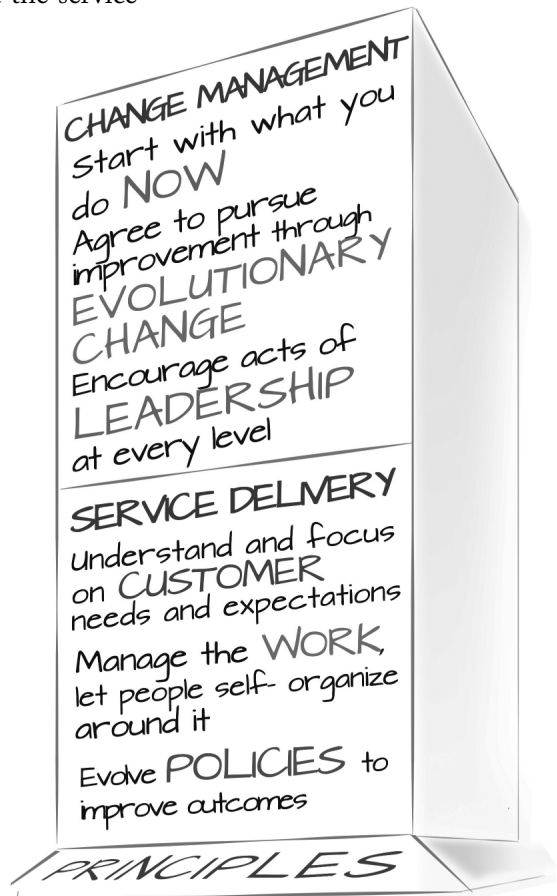 the service
CHANGE MANAGEMENT
Start with what you
do NOW
Agree to pursue
improvement through
EVOLUTIONARY
CHANGE
Encourage acts of
LEADERSHIP
at every level
SERVICE DELIVERY
Understand and focus
on CUSTOMER
needs and expectations
Manage the WORK,
let people self- organize
around it
Evolve POLICIES to
improve outcomes
PRINCIPLES